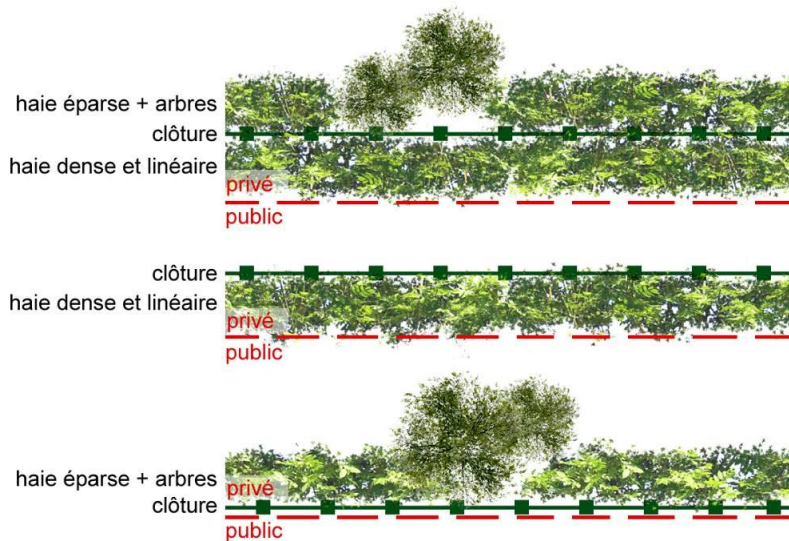 haie éparse + arbres
clôture
haie dense et linéaire
privé
public
clôture
haie dense et linéaire
privé
public
haie éparse + arbres
privé
clôture
public